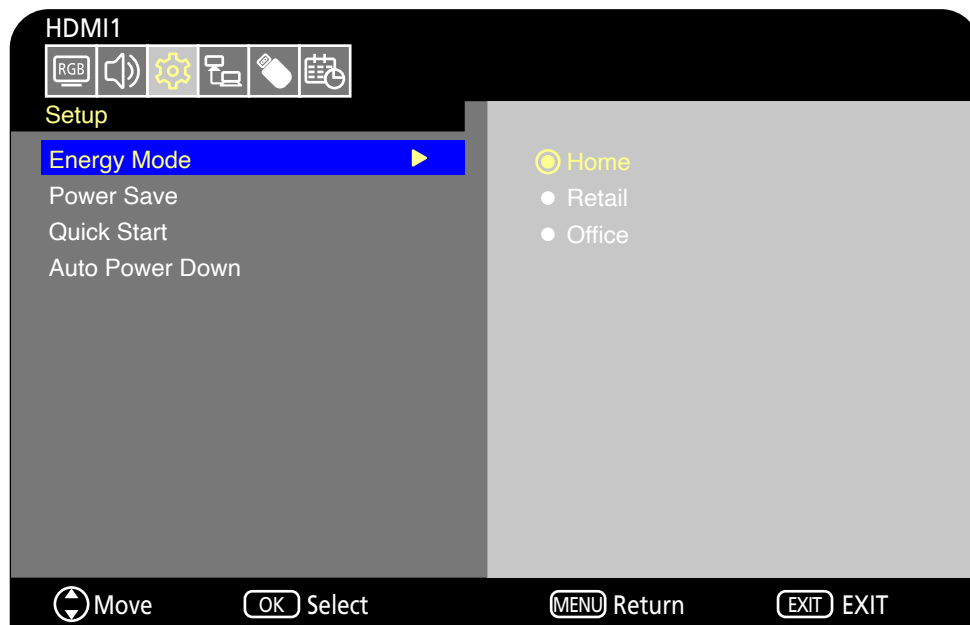 HDMI1
RGB
Setup
Energy Mode
Power Save
Quick Start
Auto Power Down
Home
Retail
Office
Move OK Select MENU Return EXIT EXIT